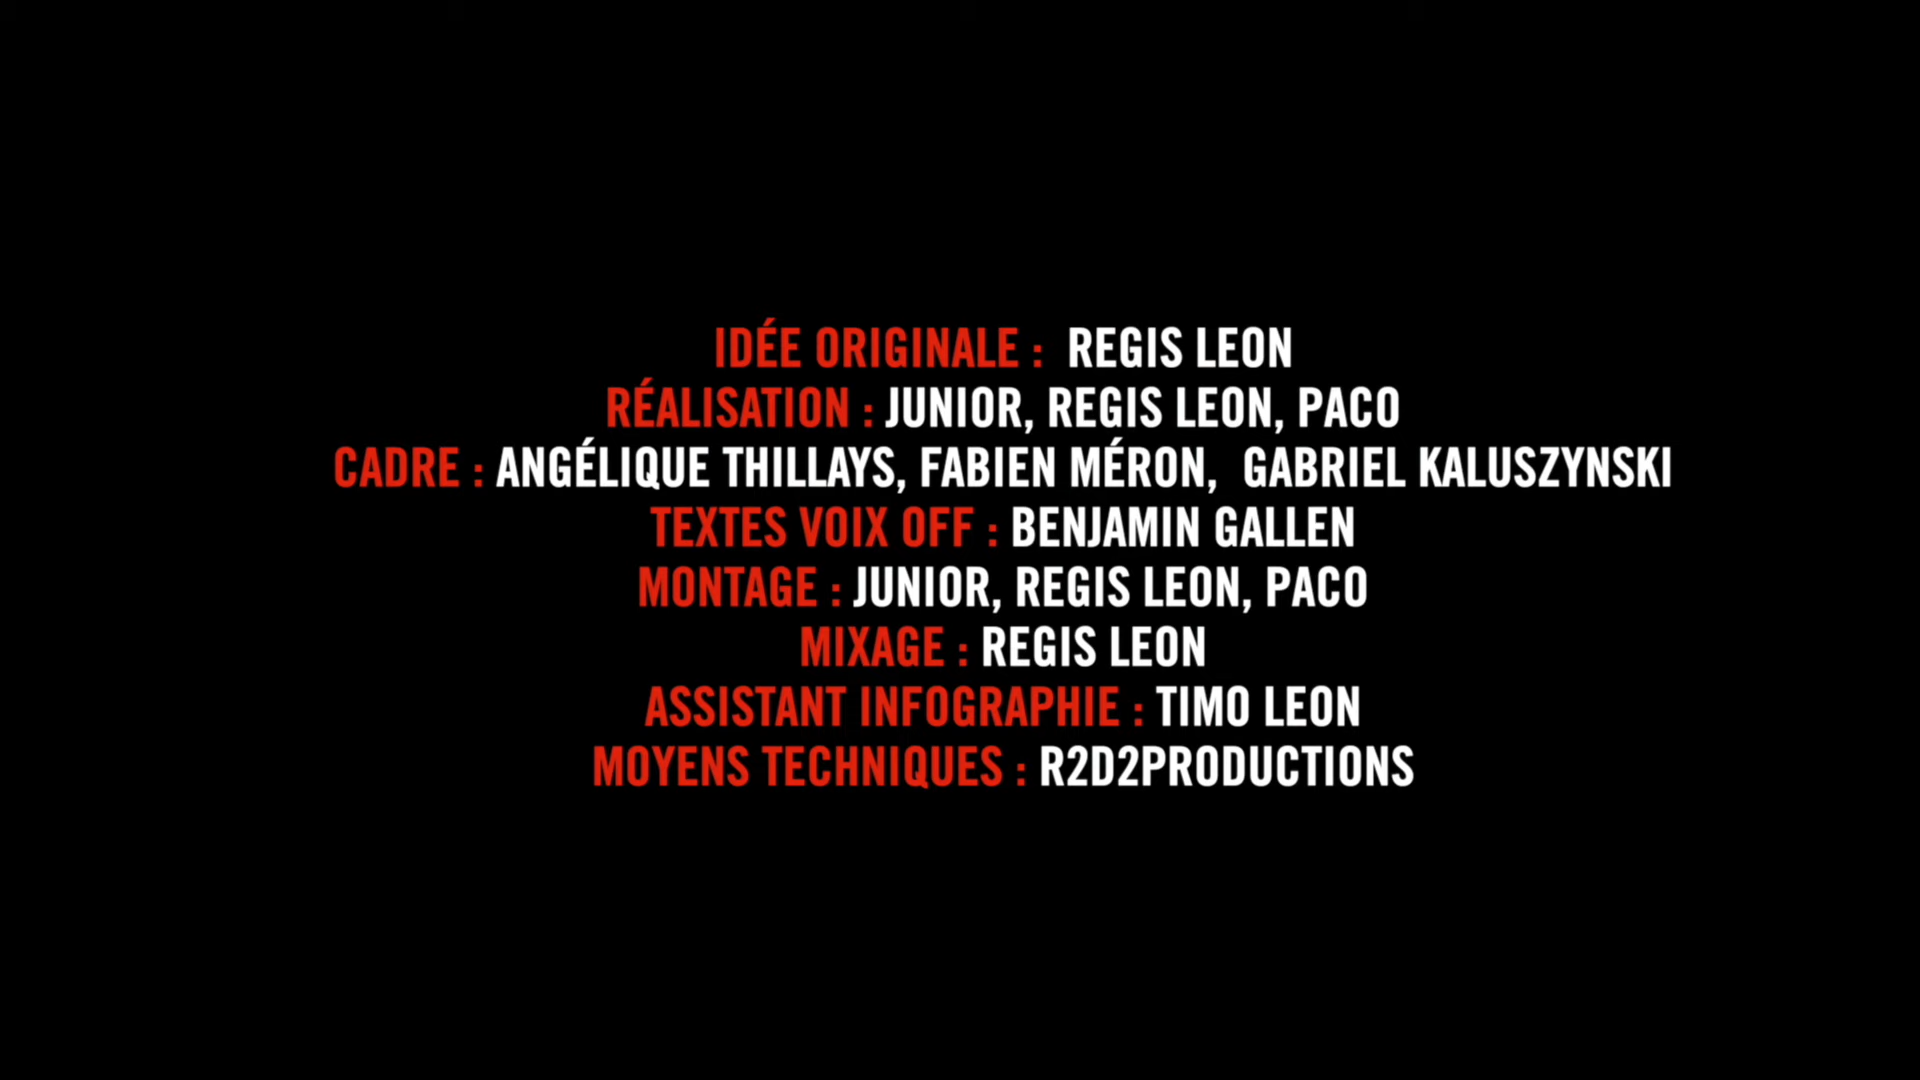 IDÉE ORIGINALE :  REGIS LEON
RÉALISATION : JUNIOR, REGIS LEON, PACO
CADRE : ANGÉLIQUE THILLAYS, FABIEN MÉRON,  GABRIEL KALUSZYNSKI
TEXTES VOIX OFF : BENJAMIN GALLEN
MONTAGE : JUNIOR, REGIS LEON, PACO
MIXAGE : REGIS LEON
ASSISTANT INFOGRAPHIE : TIMO LEON
MOYENS TECHNIQUES : R2D2PRODUCTIONS